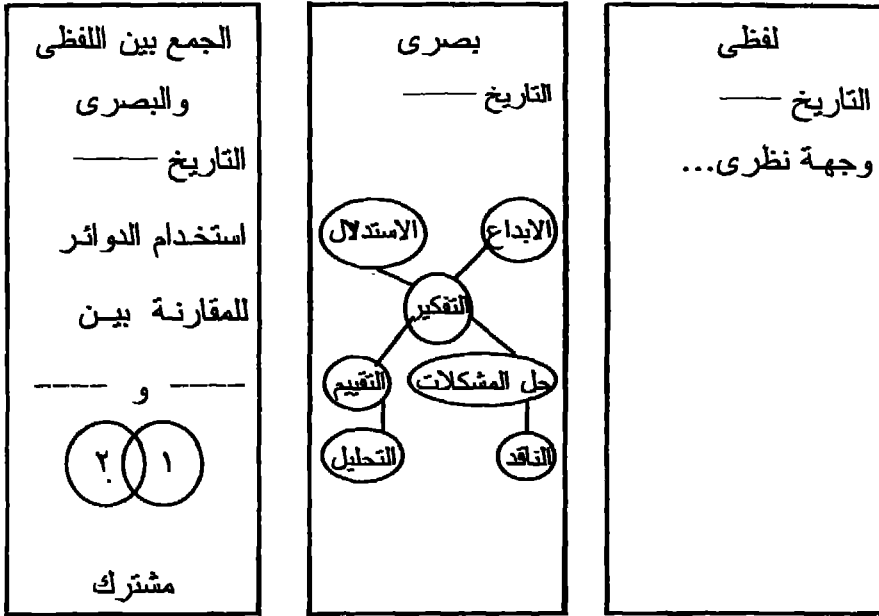 لفظى
التاريخ ——
وجهة نظرى...
بصرى
التاريخ ——
الابداع
الاستدلال
التفكير
حل المشكلات
التقييم
الناقد
التحليل
الجمع بين اللفظى
والبصرى
التاريخ ——
استخدام الدوائر
للمقارنة بين
---- و ----
١ ٢
مشترك